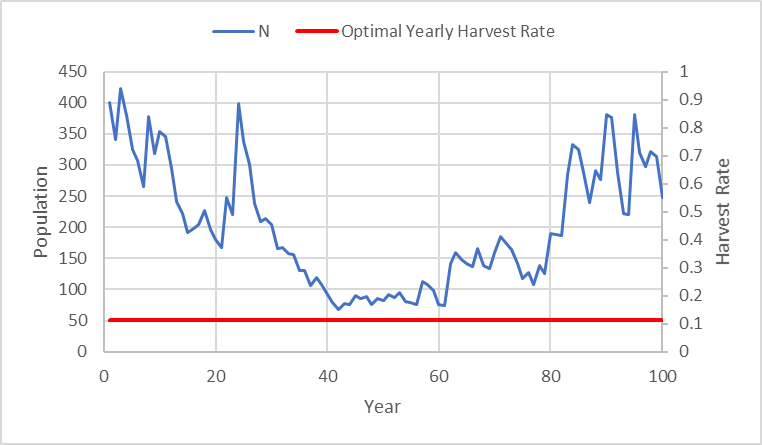 N Optimal Yearly Harvest Rate
450 1
400 0.9
0.8
350 0.7
300 0.6
250 0.5
200 0.4
150 0.3
100 0.2
50 0.1
0 0
Population
Harvest Rate
0 20 40 60 80 100
Year